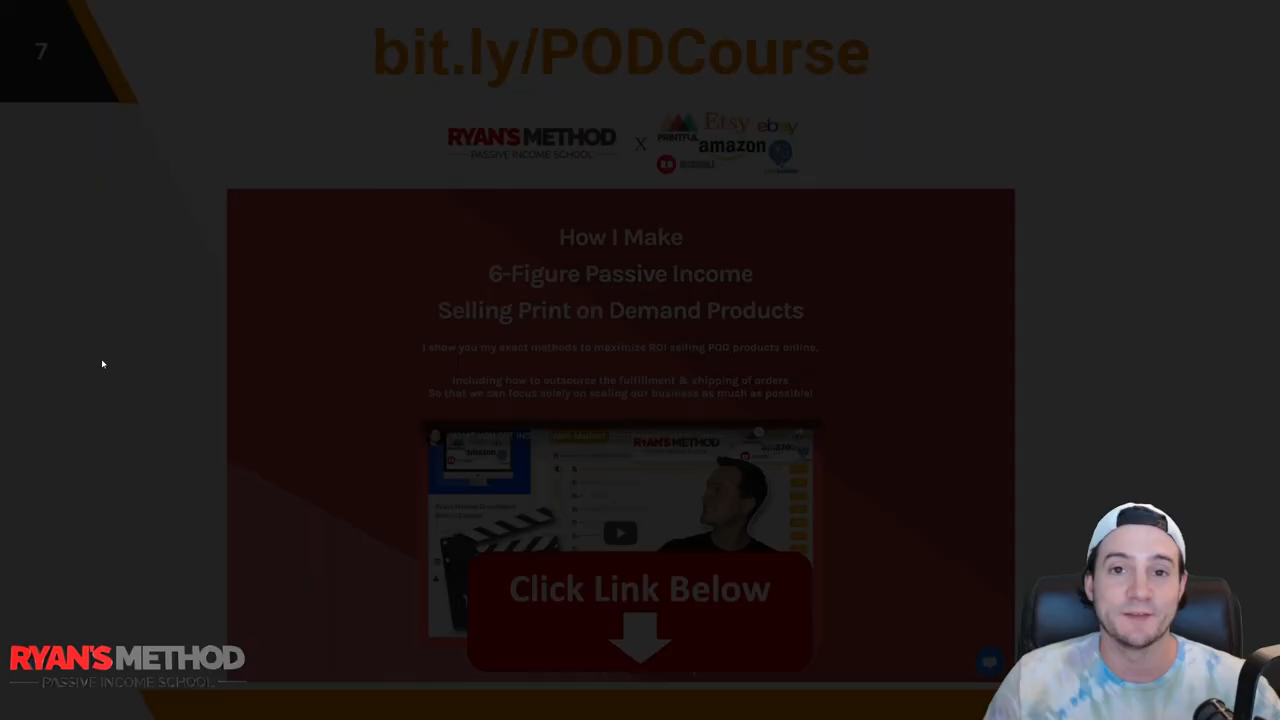 7
bit.ly/PODCourse
RYAN'S METHOD
PASSIVE INCOME SCHOOL
X
PRINTFUL
Etsy
ebay
amazon
How I Make
6-Figure Passive Income
Selling Print on Demand Products
I show you my exact methods to maximize ROI selling POD products online.
Including how to outsource the fulfillment & shipping of orders
So that we can focus solely on scaling our business as much as possible!
RYAN'S METHOD
Click Link Below
RYAN'S METHOD
PASSIVE INCOME SCHOOL